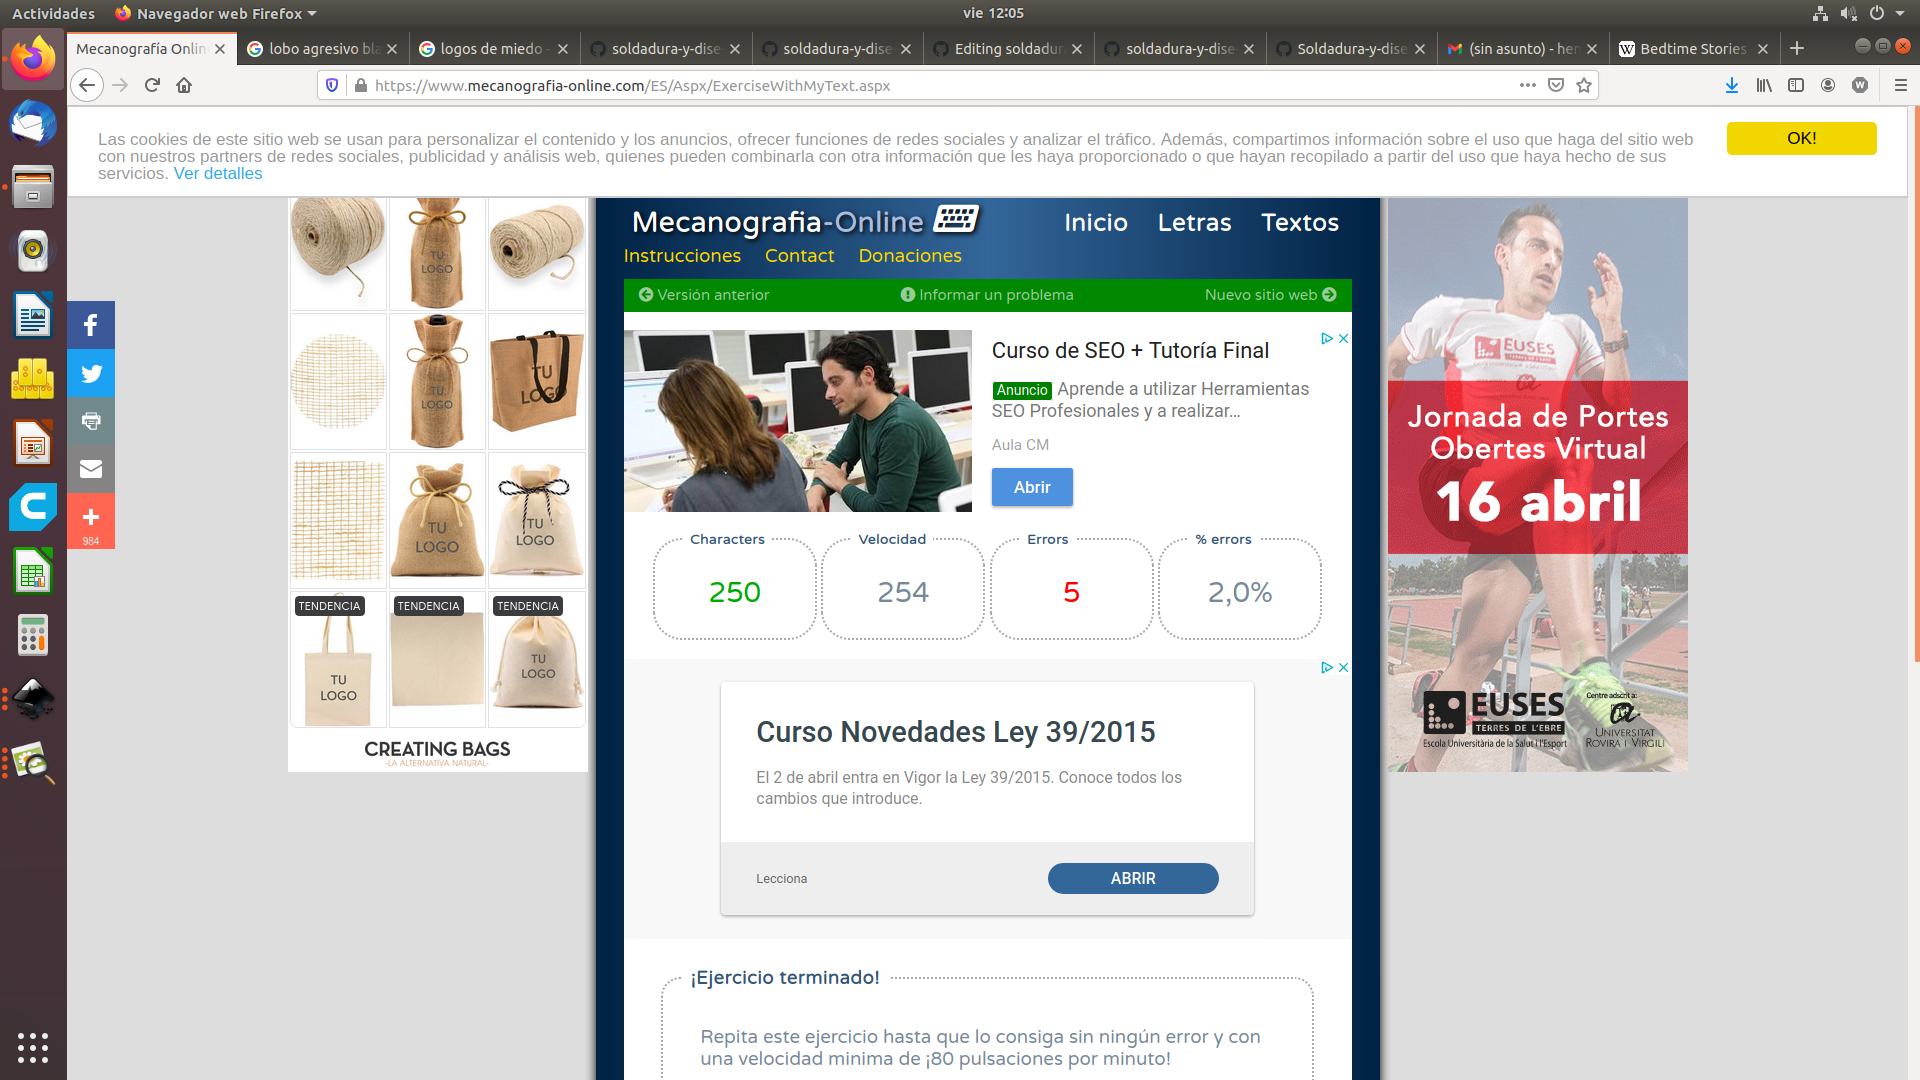 Actividades
Navegador web Firefox
vie 12:05
Mecanografía Onlin
lobo agresivo bla
logos de miedo -
soldadura-y-dise
soldadura-y-dise
Editing soldadur
soldadura-y-dise
Soldadura-y-dise
(sin asunto) - hen
Bedtime Stories
https://www.mecanografia-online.com/ES/Aspx/ExerciseWithMyText.aspx
Las cookies de este sitio web se usan para personalizar el contenido y los anuncios, ofrecer funciones de redes sociales y analizar el tráfico. Además, compartimos información sobre el uso que haga del sitio web
con nuestros partners de redes sociales, publicidad y análisis web, quienes pueden combinarla con otra información que les haya proporcionado o que hayan recopilado a partir del uso que haya hecho de sus
servicios. Ver detalles
OK!
Mecanografia-Online
Inicio
Letras
Textos
Instrucciones
Contact
Donaciones
Versión anterior
Informar un problema
Nuevo sitio web
Curso de SEO + Tutoría Final
Anuncio Aprende a utilizar Herramientas
SEO Profesionales y a realizar...
Aula CM
Abrir
Characters
250
Velocidad
254
Errors
5
% errors
2,0%
Curso Novedades Ley 39/2015
El 2 de abril entra en Vigor la Ley 39/2015. Conoce todos los
cambios que introduce.
Lecciona
ABRIR
¡Ejercicio terminado!
Repita este ejercicio hasta que lo consiga sin ningún error y con
una velocidad minima de ¡80 pulsaciones por minuto!
984
TU
LOGO
TU
LOGO
TU
LOGO
TU
LOGO
TU
LOGO
TENDENCIA
TENDENCIA
TENDENCIA
TU
LOGO
TU
LOGO
CREATING BAGS
-LA ALTERNATIVA NATURAL-
EUSES
Jornada de Portes
Obertes Virtual
16 abril
EUSES
TERRES DE L'EBRE
Escola Universitària de la Salut i l'Esport
Centre adscrit a:
UNIVERSITAT
ROVIRA I VIRGILI